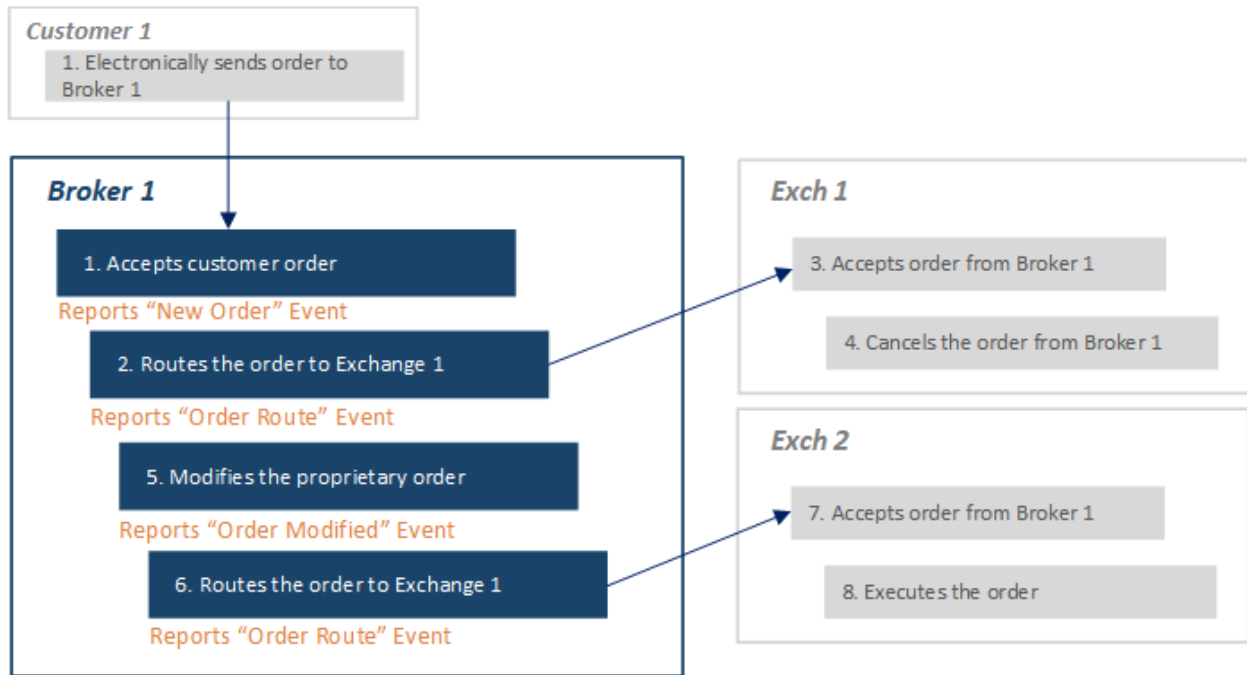 Customer 1
1. Electronically sends order to
Broker 1
Broker 1
1. Accepts customer order
Reports “New Order” Event
2. Routes the order to Exchange 1
Reports “Order Route” Event
5. Modifies the proprietary order
Reports “Order Modified” Event
6. Routes the order to Exchange 1
Reports “Order Route” Event
Exch 1
3. Accepts order from Broker 1
4. Cancels the order from Broker 1
Exch 2
7. Accepts order from Broker 1
8. Executes the order